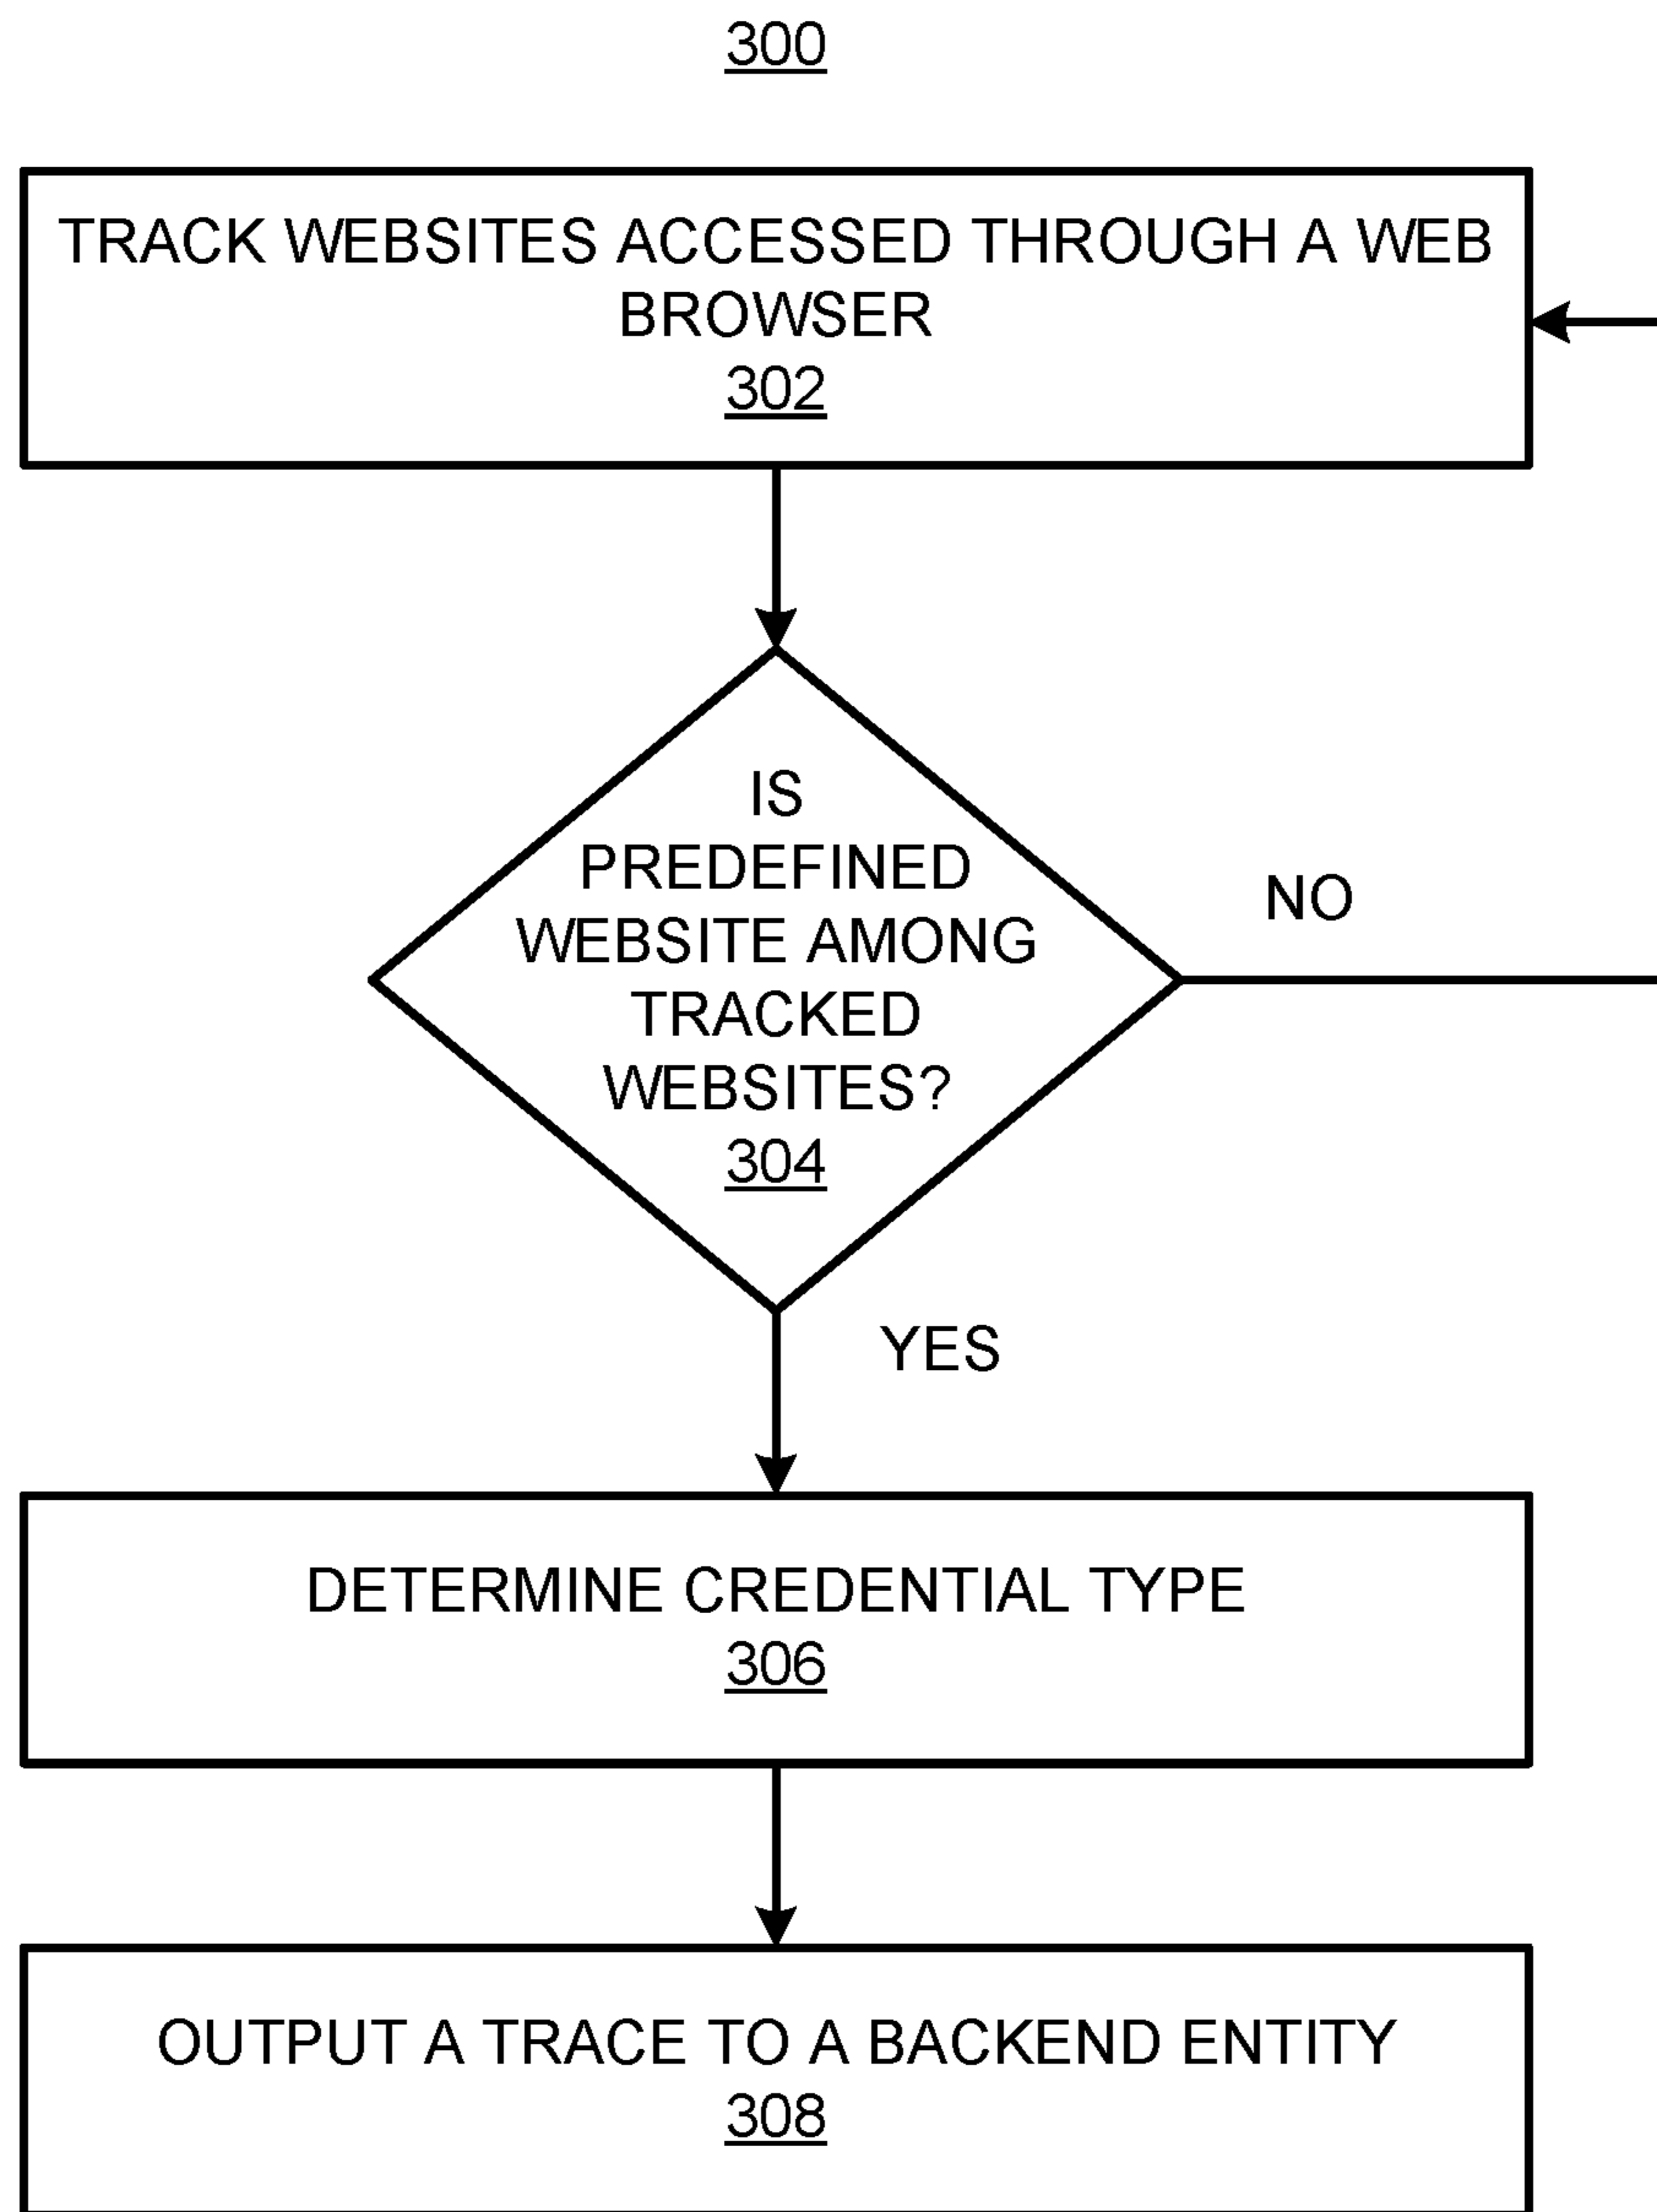 300
TRACK WEBSITES ACCESSED THROUGH A WEB
BROWSER
302
IS
PREDEFINED
WEBSITE AMONG
TRACKED
WEBSITES?
304
NO
YES
DETERMINE CREDENTIAL TYPE
306
OUTPUT A TRACE TO A BACKEND ENTITY
308